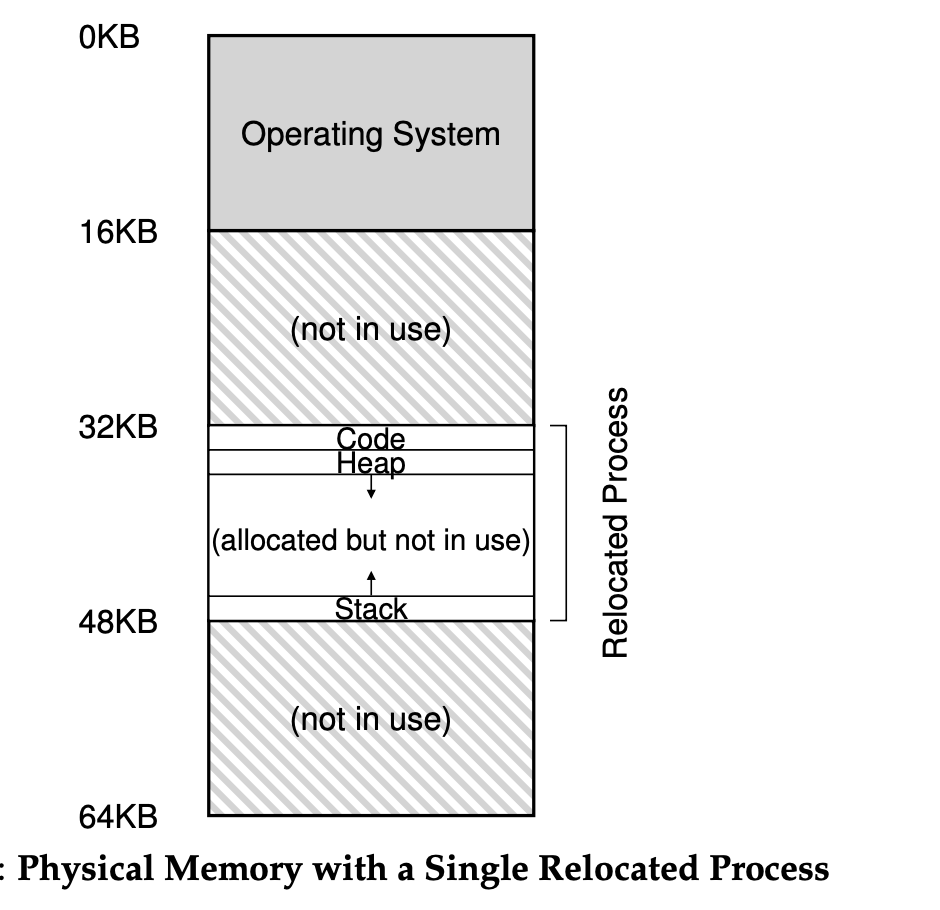 0KB
Operating System
16KB
(not in use)
32KB
Code
Heap
(allocated but not in use)
Stack
48KB
Relocated Process
(not in use)
64KB
: Physical Memory with a Single Relocated Process